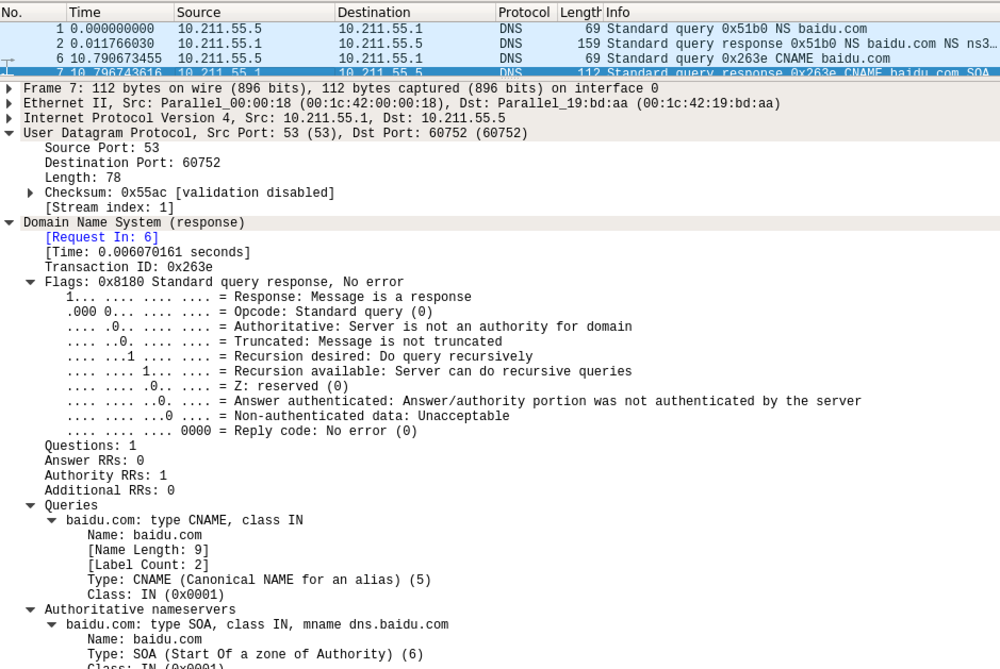 No. Time Source Destination Protocol Length Info
1 0.000000000 10.211.55.5 10.211.55.1 DNS 69 Standard query 0x51b0 NS baidu.com
2 0.011766030 10.211.55.1 10.211.55.5 DNS 159 Standard query response 0x51b0 NS baidu.com NS ns3…
6 10.790673455 10.211.55.5 10.211.55.1 DNS 69 Standard query 0x263e CNAME baidu.com
7 10.796743616 10.211.55.1 10.211.55.5 DNS 112 Standard query response 0x263e CNAME baidu.com SOA
Frame 7: 112 bytes on wire (896 bits), 112 bytes captured (896 bits) on interface 0
Ethernet II, Src: Parallel_00:00:18 (00:1c:42:00:00:18), Dst: Parallel_19:bd:aa (00:1c:42:19:bd:aa)
Internet Protocol Version 4, Src: 10.211.55.1, Dst: 10.211.55.5
User Datagram Protocol, Src Port: 53 (53), Dst Port: 60752 (60752)
Source Port: 53
Destination Port: 60752
Length: 78
Checksum: 0x55ac [validation disabled]
[Stream index: 1]
Domain Name System (response)
[Request In: 6]
[Time: 0.006070161 seconds]
Transaction ID: 0x263e
Flags: 0x8180 Standard query response, No error
1... .... .... .... = Response: Message is a response
.000 0... .... .... = Opcode: Standard query (0)
.... .0.. .... .... = Authoritative: Server is not an authority for domain
.... ..0. .... .... = Truncated: Message is not truncated
.... ...1 .... .... = Recursion desired: Do query recursively
.... .... 1... .... = Recursion available: Server can do recursive queries
.... .... .0.. .... = Z: reserved (0)
.... .... ..0. .... = Answer authenticated: Answer/authority portion was not authenticated by the server
.... .... ...0 .... = Non-authenticated data: Unacceptable
.... .... .... 0000 = Reply code: No error (0)
Questions: 1
Answer RRs: 0
Authority RRs: 1
Additional RRs: 0
Queries
baidu.com: type CNAME, class IN
Name: baidu.com
[Name Length: 9]
[Label Count: 2]
Type: CNAME (Canonical NAME for an alias) (5)
Class: IN (0x0001)
Authoritative nameservers
baidu.com: type SOA, class IN, mname dns.baidu.com
Name: baidu.com
Type: SOA (Start Of a zone of Authority) (6)
Class: IN (0x0001)